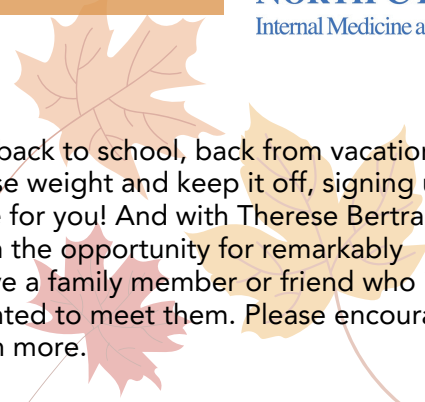 Internal Medicine a
back to school, back from vacation
se weight and keep it off, signing u
for you! And with Therese Bertra
the opportunity for remarkably
ve a family member or friend who
nted to meet them. Please encoura
more.